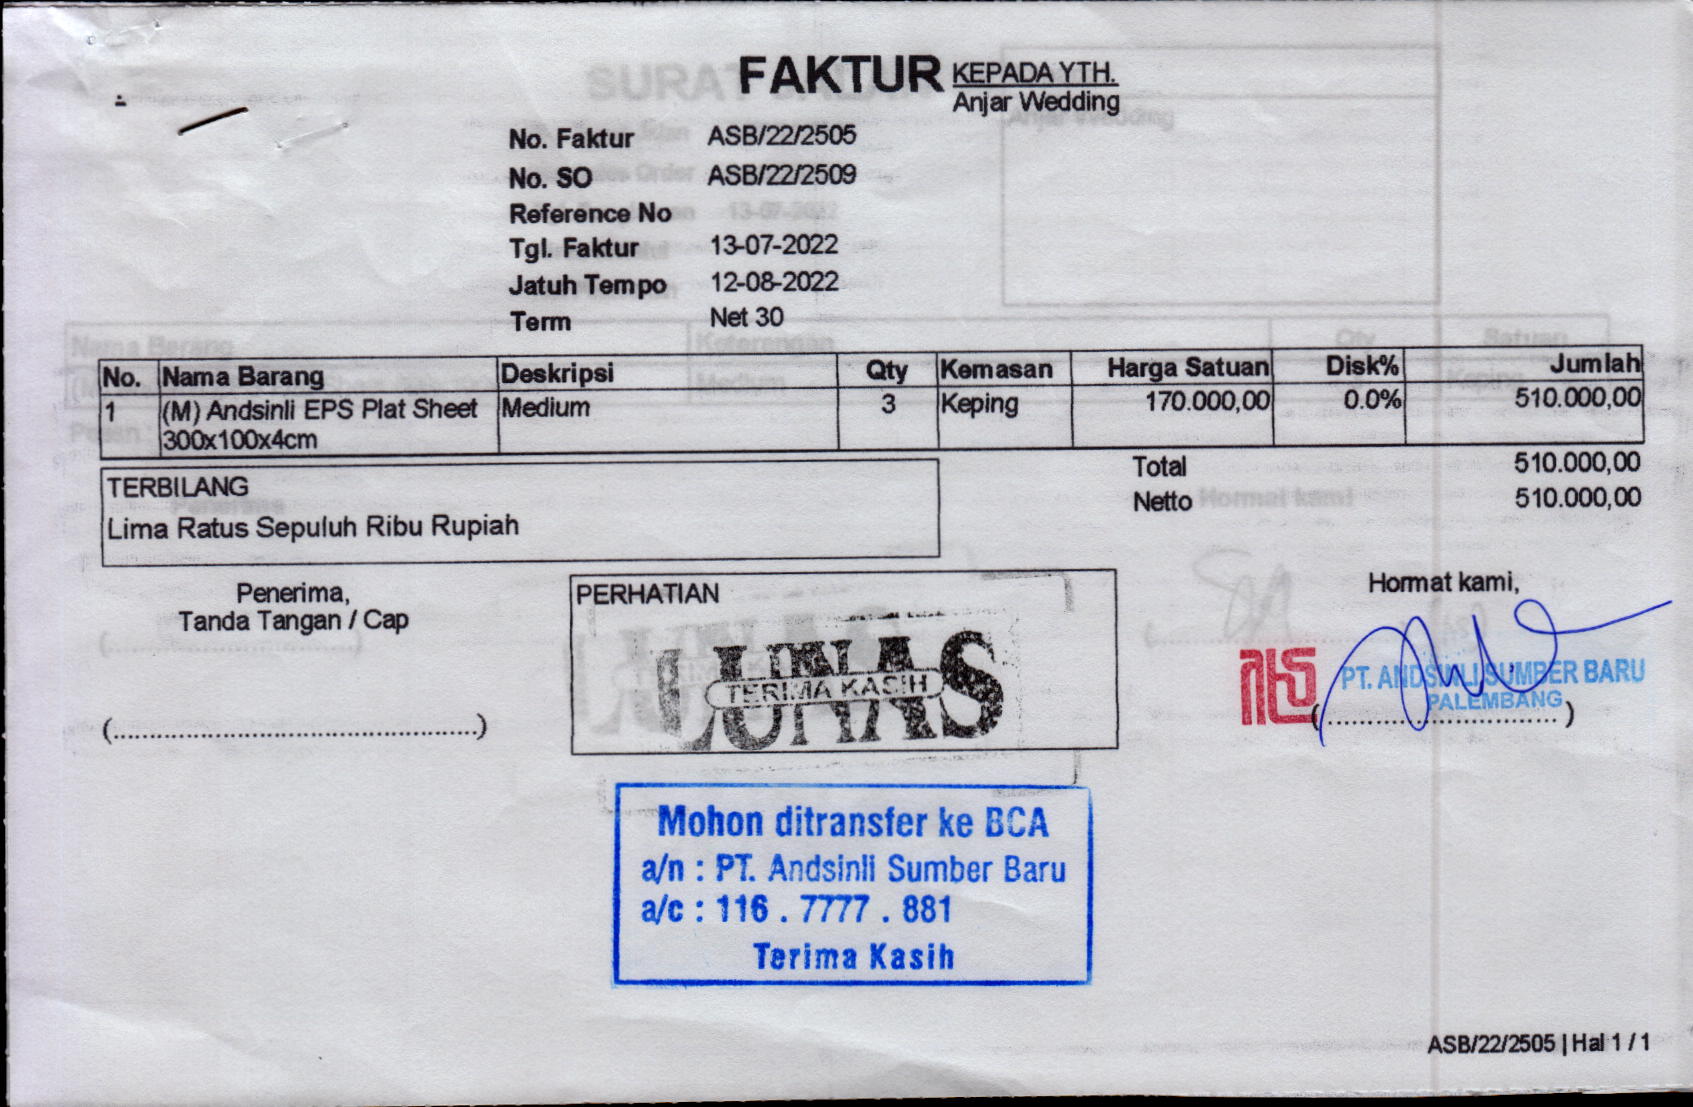 FAKTUR
KEPADA YTH.
Anjar Wedding
No. Faktur ASB/22/2505
No. SO ASB/22/2509
Reference No
Tgl. Faktur 13-07-2022
Jatuh Tempo 12-08-2022
Term Net 30
No. Nama Barang Deskripsi Qty Kemasan Harga Satuan Disk% Jumlah
1 (M) Andsinli EPS Plat Sheet Medium 3 Keping 170.000,00 0.0% 510.000,00
300x100x4cm
Total 510.000,00
Netto 510.000,00
TERBILANG
Lima Ratus Sepuluh Ribu Rupiah
Penerima,
Tanda Tangan / Cap
(..................................................)
PERHATIAN
LUNAS
TERIMA KASIH
Hormat kami,
PT. ANDSINLI SUMBER BARU
PALEMBANG
(................................)
Mohon ditransfer ke BCA
a/n : PT. Andsinli Sumber Baru
a/c : 116 . 7777 . 881
Terima Kasih
ASB/22/2505 | Hal 1 / 1